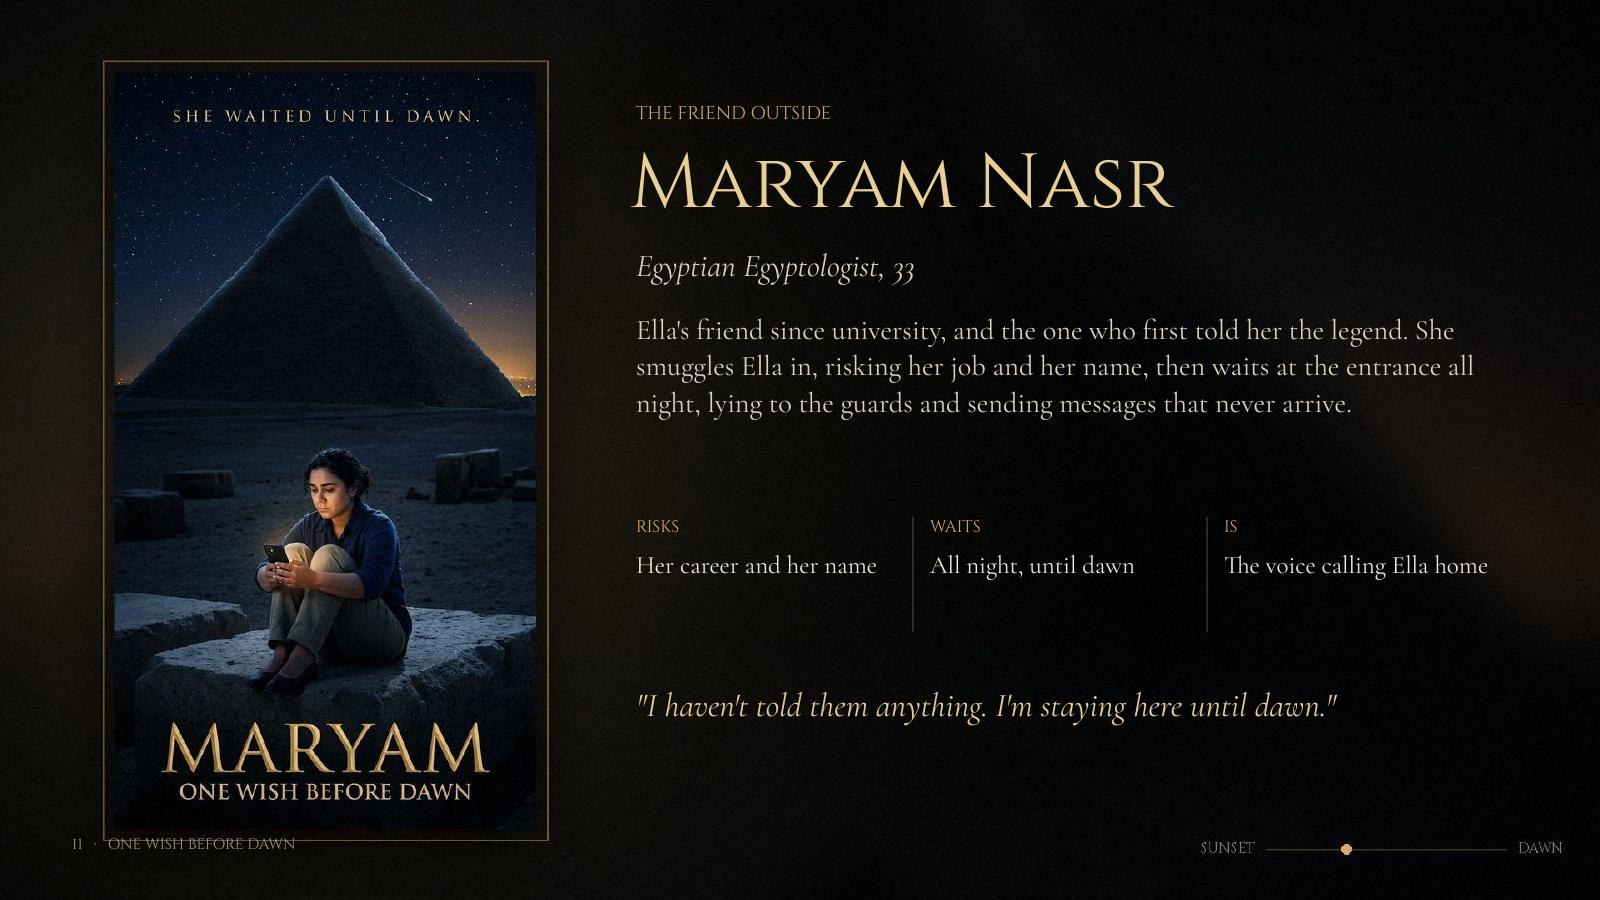 SHE WAITED UNTIL DAWN.
MARYAM
ONE WISH BEFORE DAWN
THE FRIEND OUTSIDE
MARYAM NASR
Egyptian Egyptologist, 33
Ella's friend since university, and the one who first told her the legend. She
smuggles Ella in, risking her job and her name, then waits at the entrance all
night, lying to the guards and sending messages that never arrive.
RISKS
Her career and her name
WAITS
All night, until dawn
IS
The voice calling Ella home
"I haven't told them anything. I'm staying here until dawn."
11 · ONE WISH BEFORE DAWN
SUNSET
DAWN